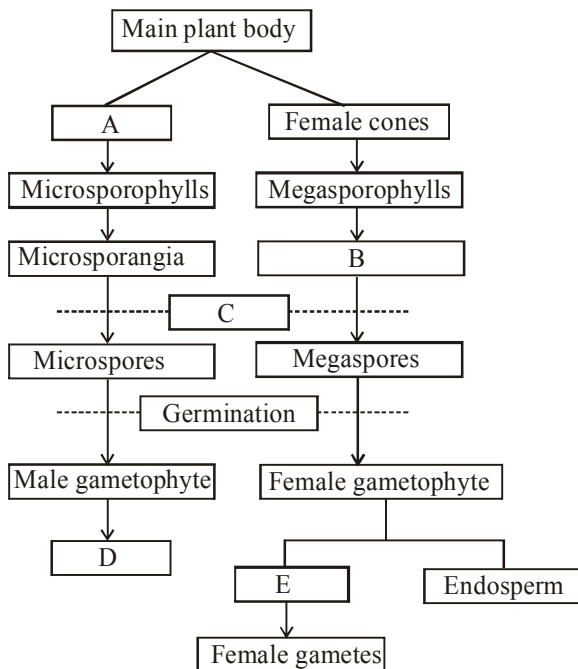 Main plant body
A
Female cones
Microsporophylls
Megasporophylls
Microsporangia
B
C
Microspores
Megaspores
Germination
Male gametophyte
Female gametophyte
D
E
Endosperm
Female gametes